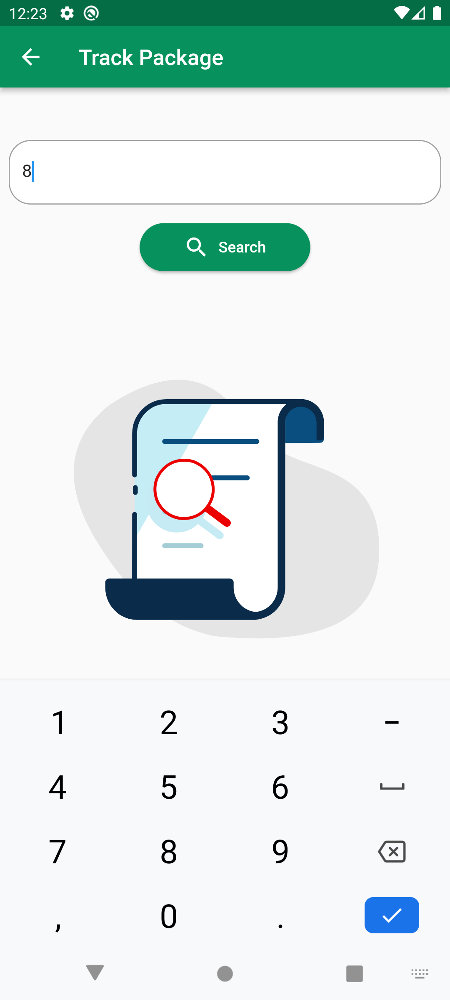 12:23
Track Package
8
Search
1 2 3 –
4 5 6
7 8 9
, 0 .